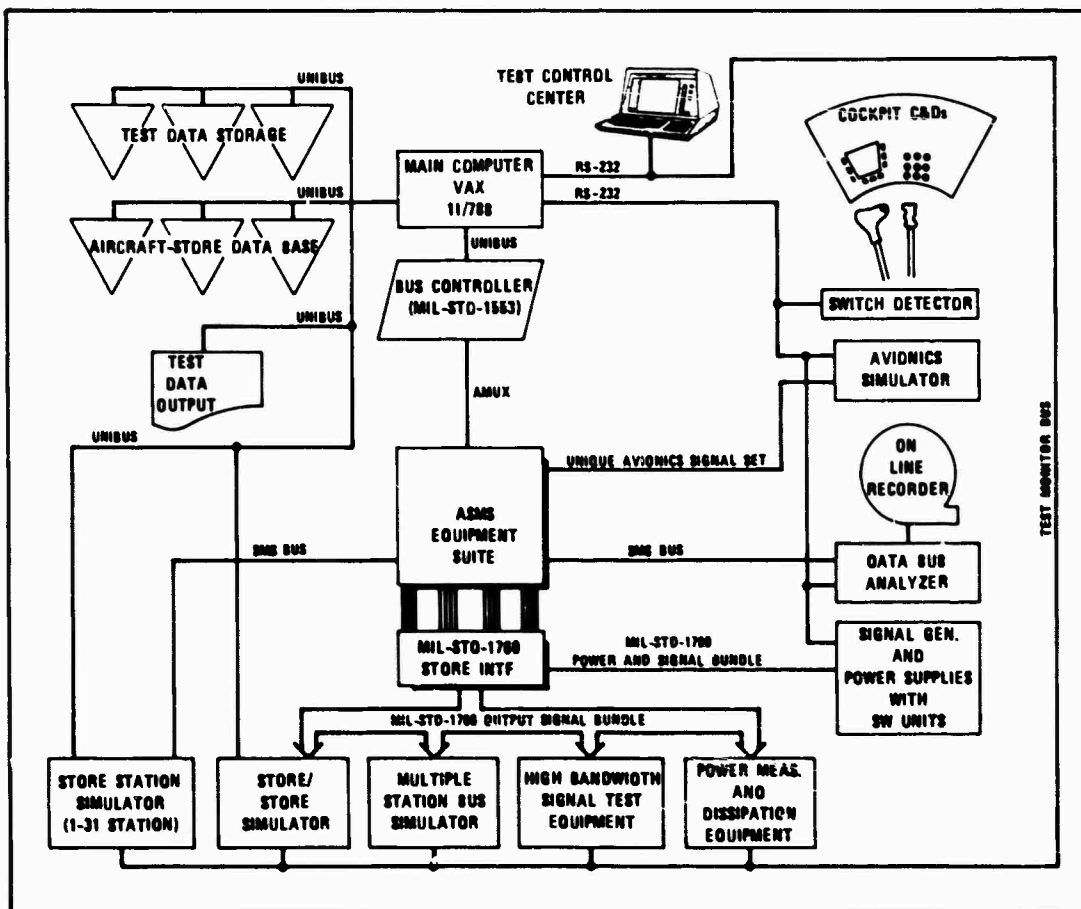 UNIBUS
TEST DATA STORAGE
UNIBUS
AIRCRAFT-STORE DATA BASE
UNIBUS
TEST
DATA
OUTPUT
UNIBUS
TEST CONTROL
CENTER
MAIN COMPUTER
VAX
11/780
RS-232
RS-232
UNIBUS
BUS CONTROLLER
(MIL-STD-1553)
AMUX
COCKPIT C&Ds
SWITCH DETECTOR
AVIONICS
SIMULATOR
UNIQUE AVIONICS SIGNAL SET
ON
LINE
RECORDER
TEST MONITOR BUS
ASMS
EQUIPMENT
SUITE
SMS BUS
SMS BUS
DATA BUS
ANALYZER
MIL-STD-1760
STORE INTF
MIL-STD-1760
POWER AND SIGNAL BUNDLE
SIGNAL GEN.
AND
POWER SUPPLIES
WITH
SW UNITS
MIL-STD-1760 OUTPUT SIGNAL BUNDLE
STORE STATION
SIMULATOR
(1-31 STATION)
STORE/
STORE
SIMULATOR
MULTIPLE
STATION BUS
SIMULATOR
HIGH BANDWIDTH
SIGNAL TEST
EQUIPMENT
POWER MEAS.
AND
DISSIPATION
EQUIPMENT